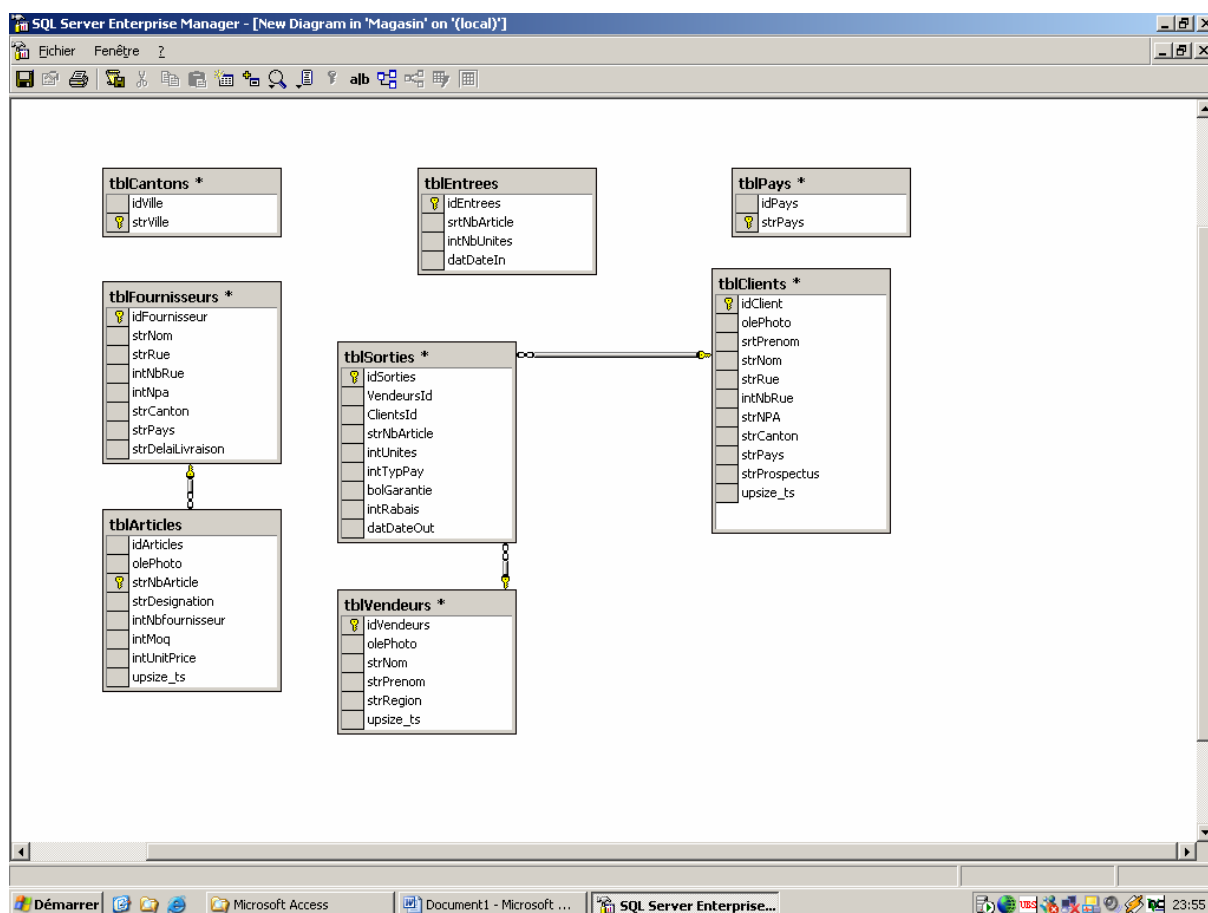 SQL Server Enterprise Manager - [New Diagram in 'Magasin' on '(local)']
Fichier Fenêtre ?
alb
tblCantons *
idVille
strVille
tblEntrees
idEntrees
srtNbArticle
intNbUnites
datDateIn
tblPays *
idPays
strPays
tblFournisseurs *
idFournisseur
strNom
strRue
intNbRue
intNpa
strCanton
strPays
strDelaiLivraison
tblSorties *
idSorties
VendeursId
ClientsId
strNbArticle
intUnites
intTypPay
bolGarantie
intRabais
datDateOut
tblClients *
idClient
olePhoto
srtPrenom
strNom
strRue
intNbRue
strNPA
strCanton
strPays
strProspectus
upsize_ts
tblArticles
idArticles
olePhoto
strNbArticle
strDesignation
intNbfournisseur
intMoq
intUnitPrice
upsize_ts
tblVendeurs *
idVendeurs
olePhoto
strNom
strPrenom
strRegion
upsize_ts
Démarrer Microsoft Access Document1 - Microsoft ... SQL Server Enterprise... UBS 23:55